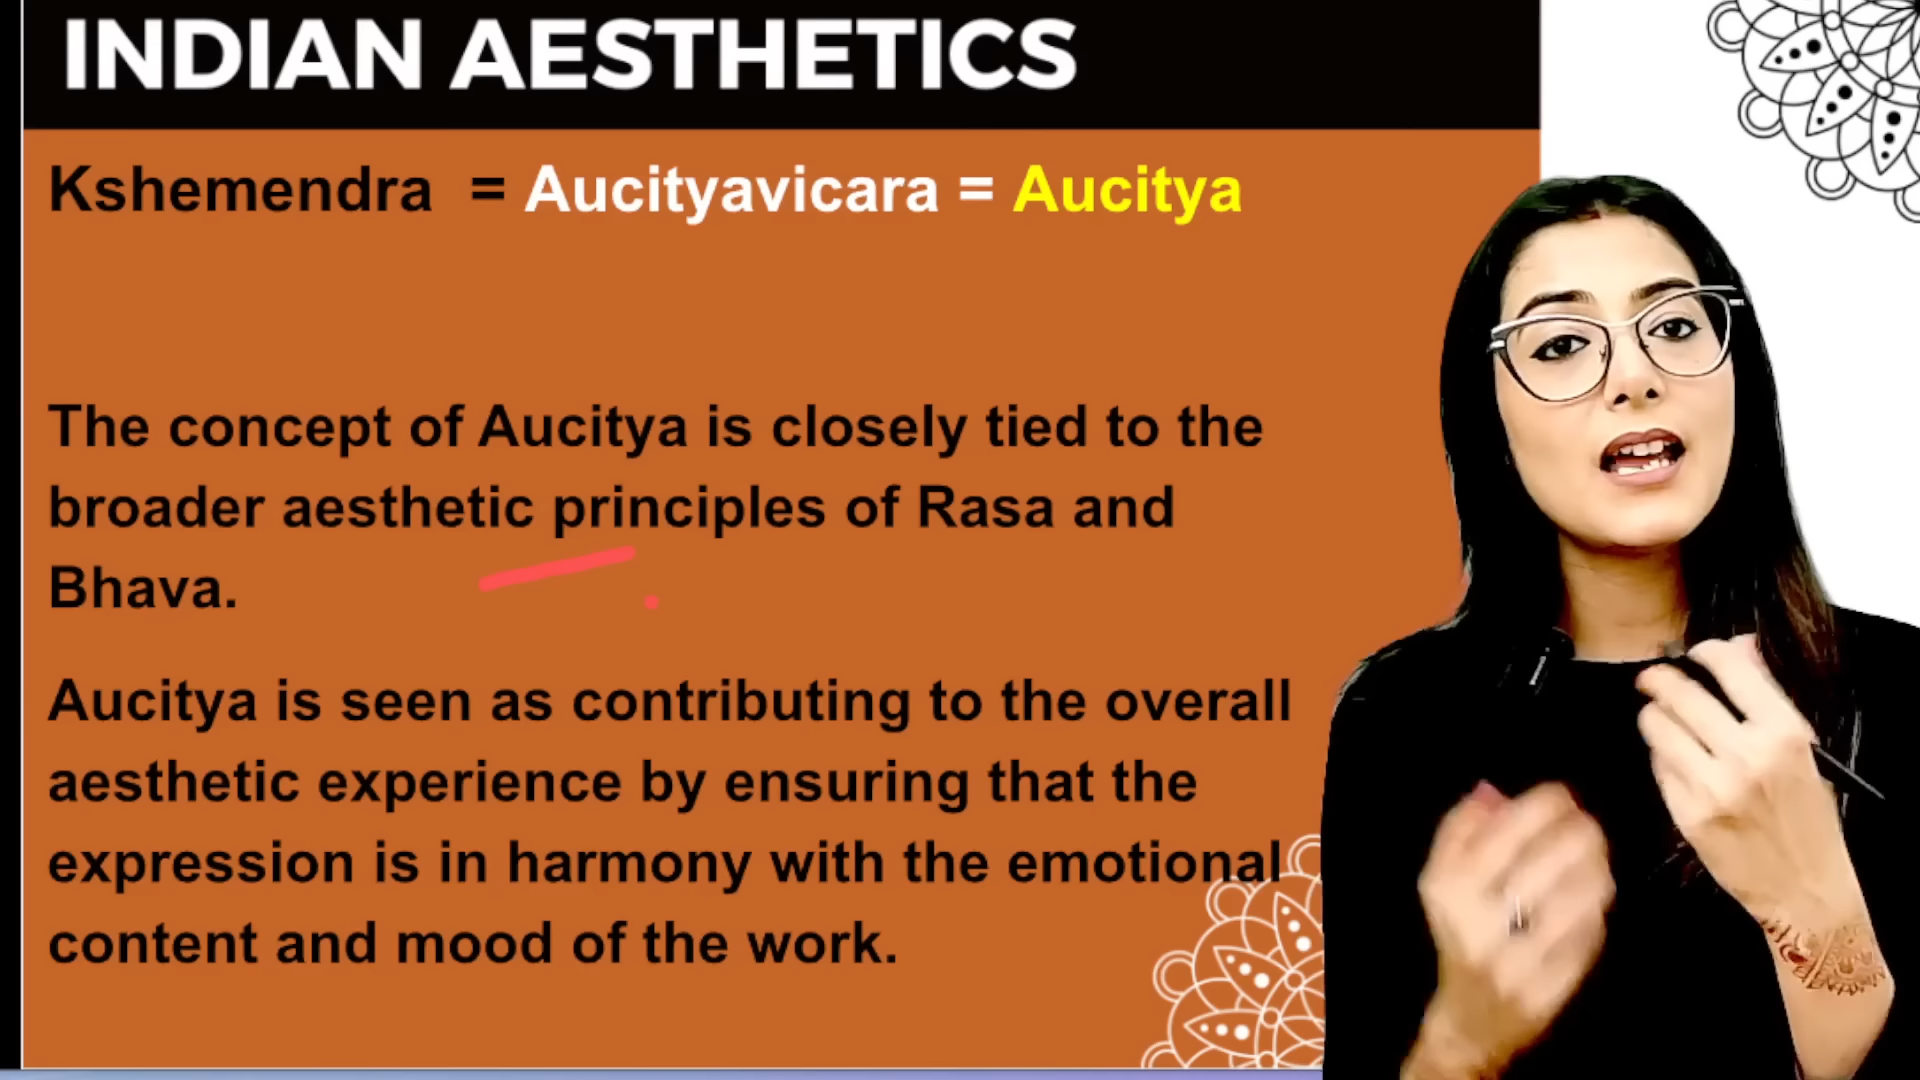 INDIAN AESTHETICS
Kshemendra = Aucityavicara = Aucitya
The concept of Aucitya is closely tied to the
broader aesthetic principles of Rasa and
Bhava.
Aucitya is seen as contributing to the overall
aesthetic experience by ensuring that the
expression is in harmony with the emotional
content and mood of the work.